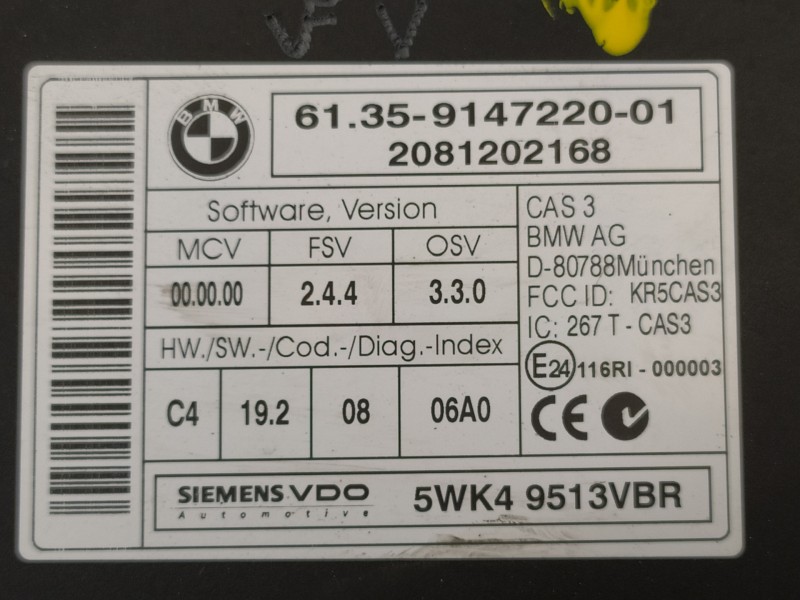 BMW
61.35-9147220-01
2081202168
Software, Version
MCV FSV OSV
00.00.00 2.4.4 3.3.0
HW./SW.-/Cod.-/Diag.-Index
C4 19.2 08 06A0
CAS 3
BMW AG
D-80788München
FCC ID: KR5CAS3
IC: 267 T - CAS3
E24 116RI - 000003
CE
SIEMENS VDO
Automotive
5WK4 9513VBR